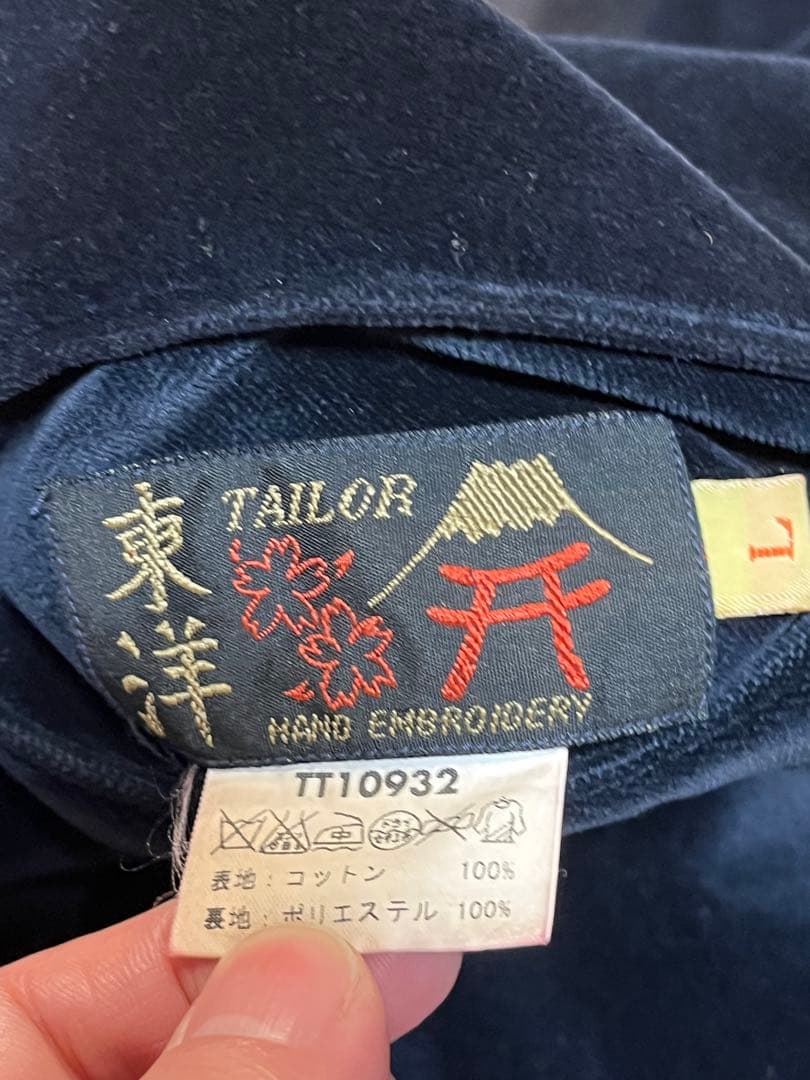 東洋
TAILOR
HAND EMBROIDERY
L
TT10932
表地：コットン 100%
裏地：ポリエステル 100%